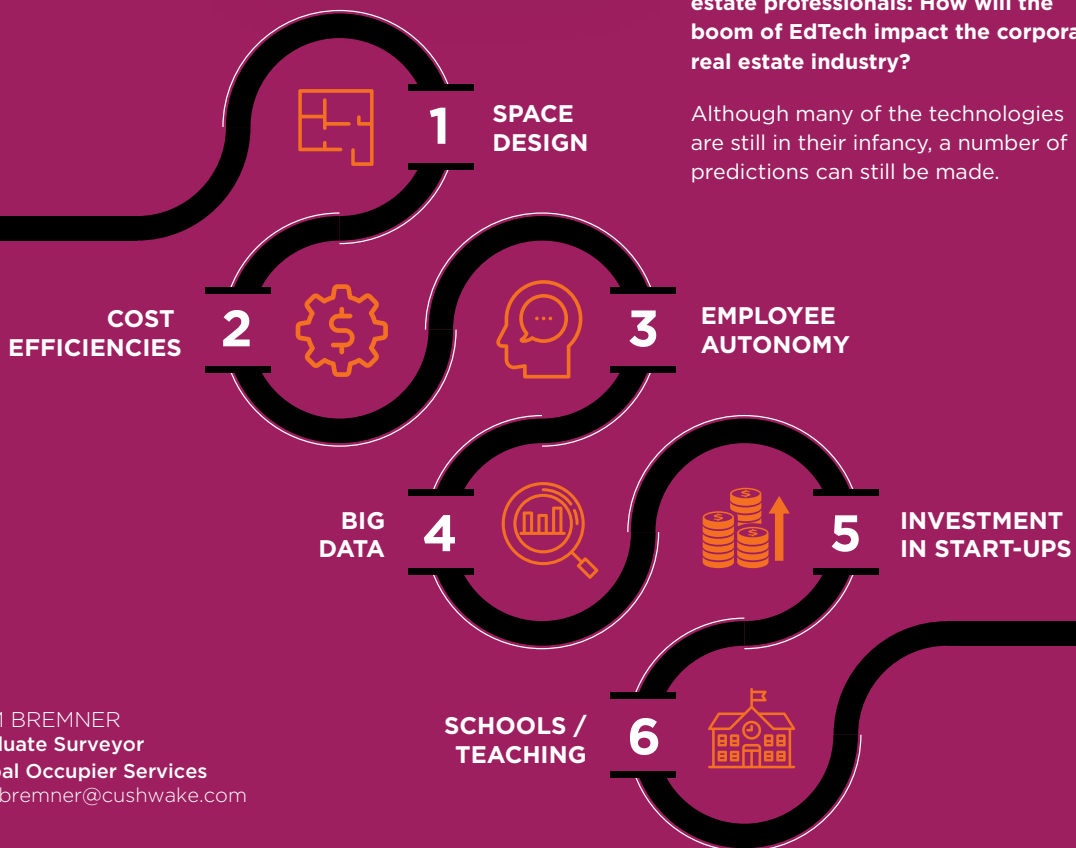 estate professionals: How will the
boom of EdTech impact the corpora
real estate industry?
Although many of the technologies
are still in their infancy, a number of
predictions can still be made.
1
SPACE
DESIGN
COST
EFFICIENCIES
2
3
EMPLOYEE
AUTONOMY
BIG
DATA
4
5
INVESTMENT
IN START-UPS
SCHOOLS /
TEACHING
6
M BREMNER
duate Surveyor
bal Occupier Services
bremner@cushwake.com